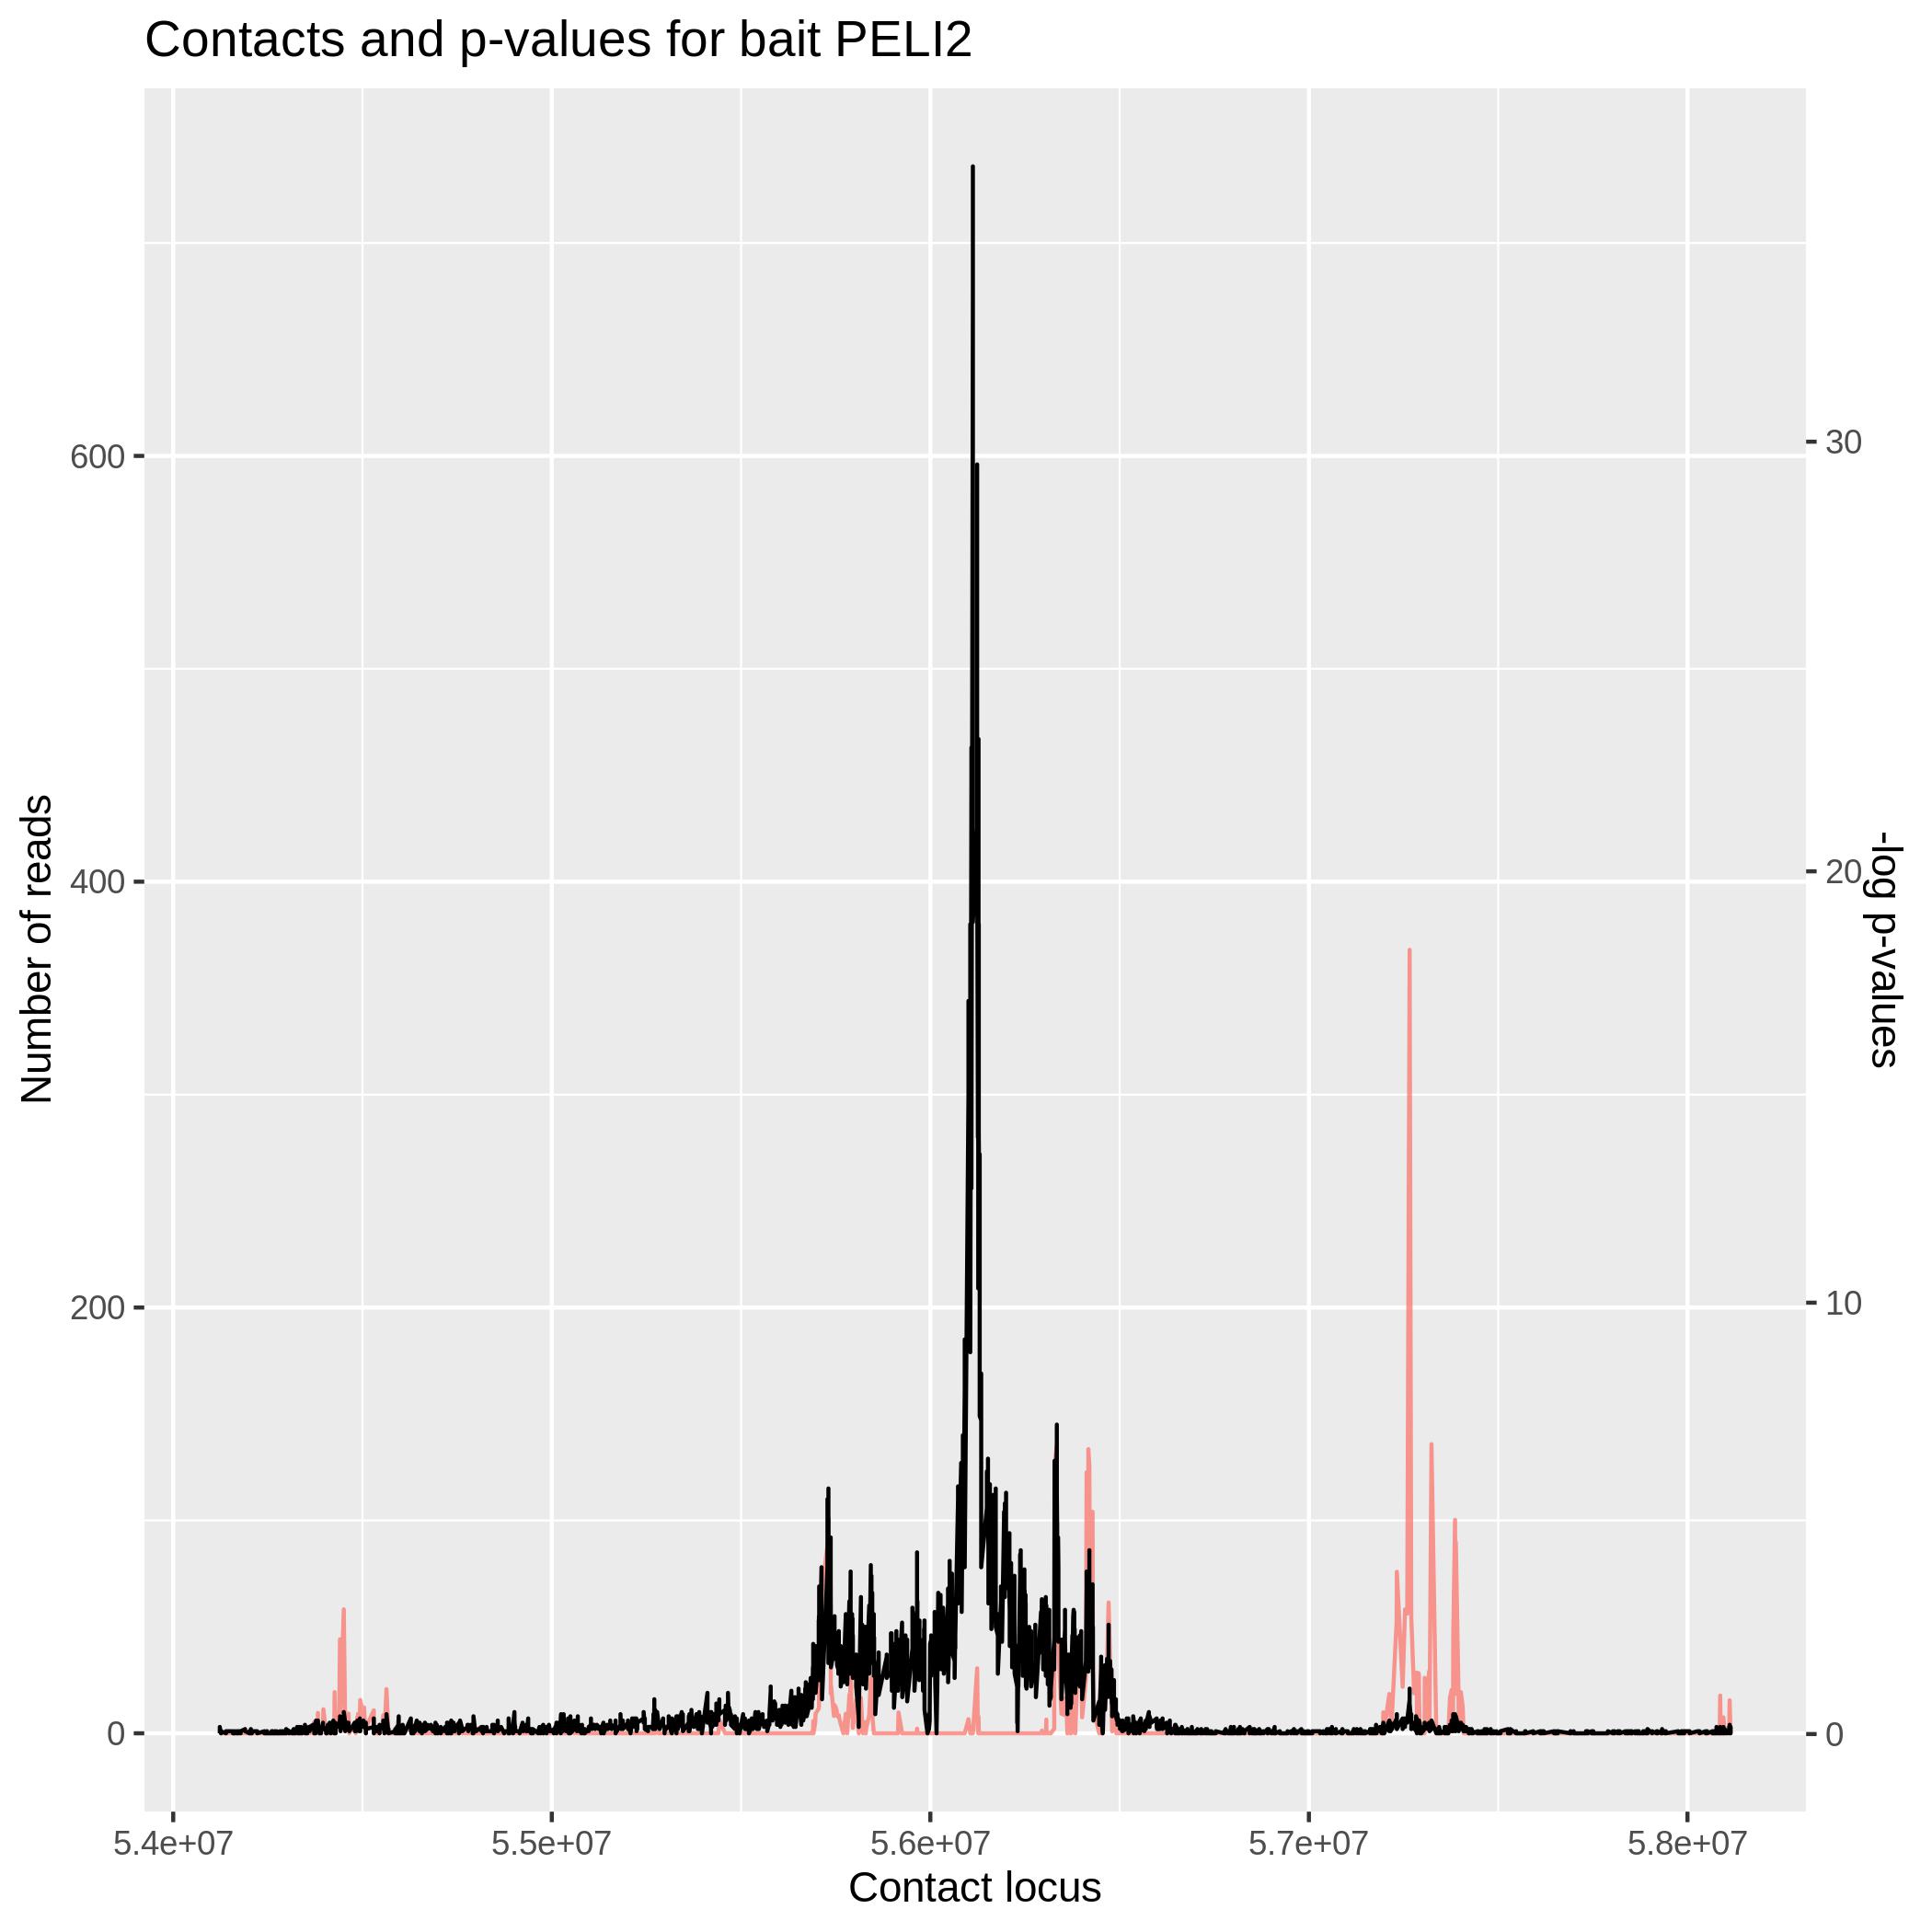 Contacts and p-values for bait PELI2
600
400
200
0
30
20
10
0
Number of reads
-log p-values
5.4e+07 5.5e+07 5.6e+07 5.7e+07 5.8e+07
Contact locus